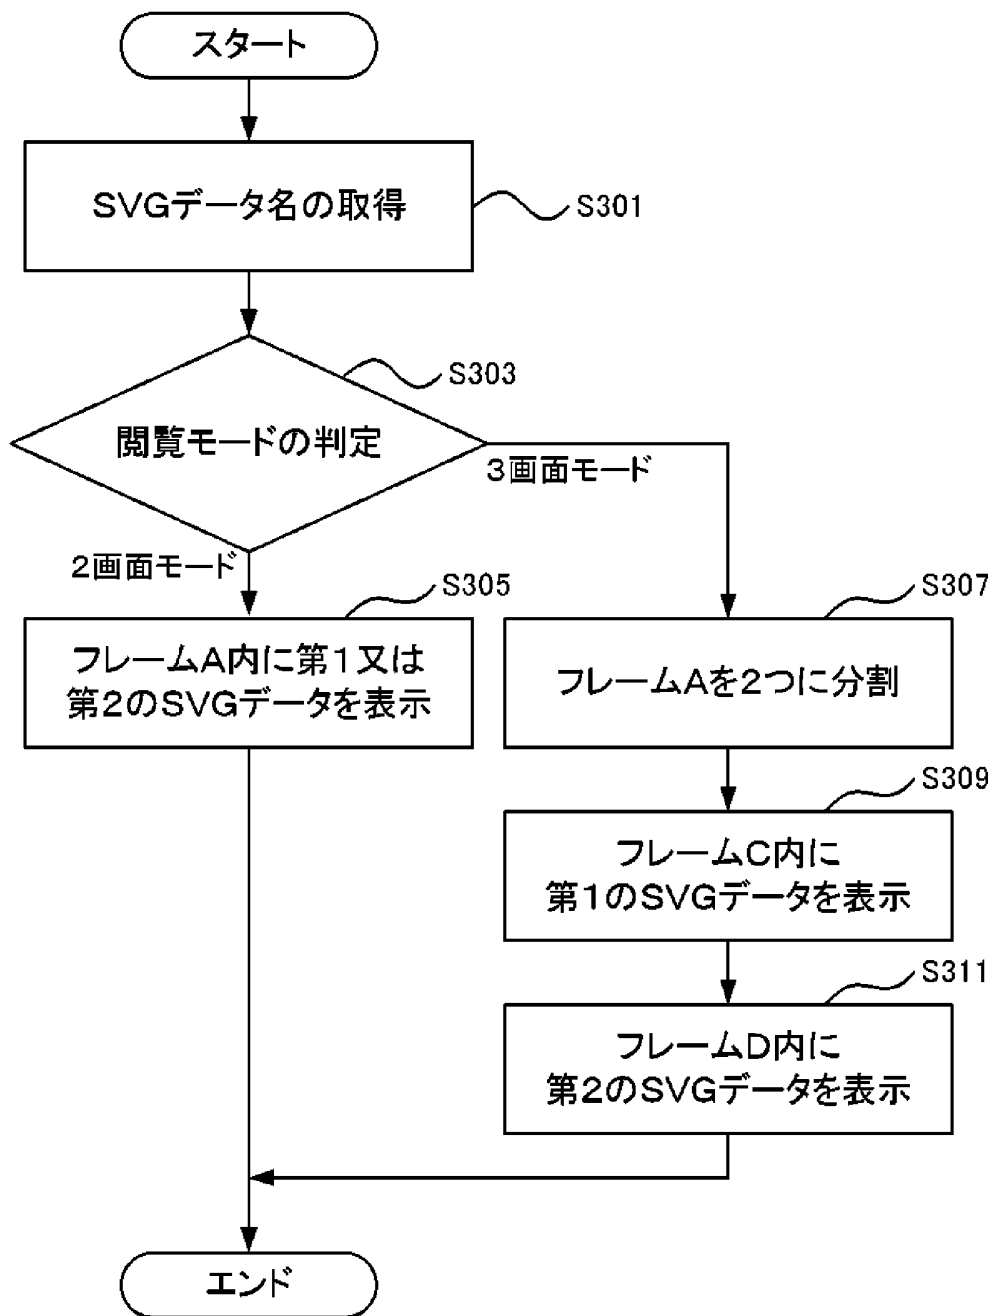 スタート
SVGデータ名の取得
S301
S303
閲覧モードの判定
3画面モード
2画面モード
S305
フレームA内に第1又は
第2のSVGデータを表示
S307
フレームAを2つに分割
S309
フレームC内に
第1のSVGデータを表示
S311
フレームD内に
第2のSVGデータを表示
エンド